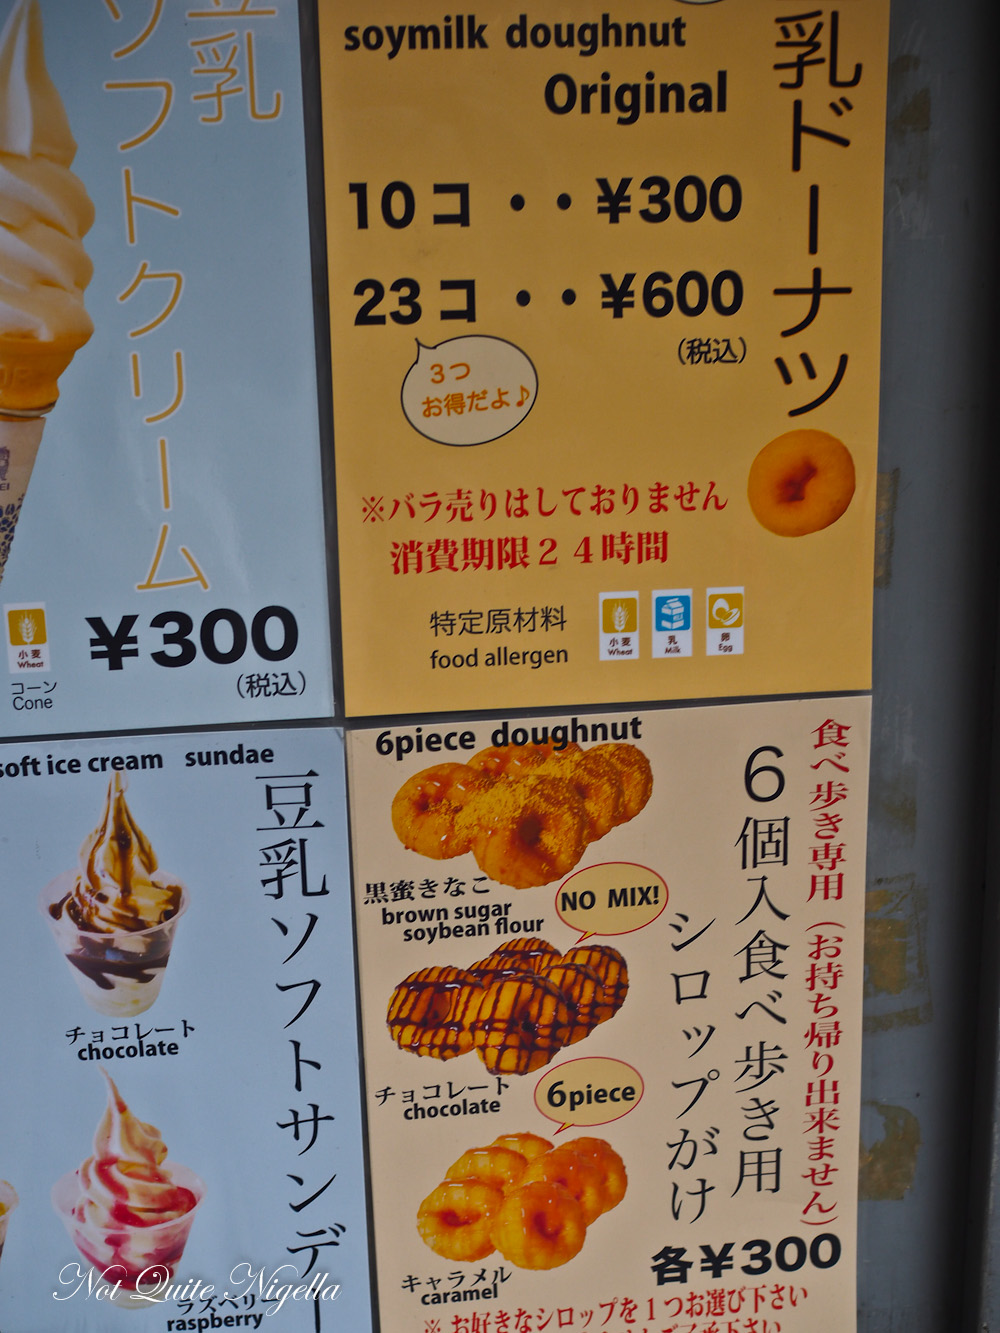 豆乳
ソフトクリーム
小麦
Wheat
コーン
Cone
¥300
(税込)
soymilk doughnut
Original
乳ドーナツ
10コ・・¥300
23コ・・¥600
(税込)
3つ
お得だよ♪
※バラ売りはしておりません
消費期限24時間
特定原材料
food allergen
小麦
Wheat
乳
Milk
卵
Egg
soft ice cream sundae
豆乳ソフトサンデー
チョコレート
chocolate
ラズベリー
raspberry
6piece doughnut
食べ歩き専用(お持ち帰り出来ません)
6個入食べ歩き用
シロップがけ
黒蜜きなこ
brown sugar
soybean flour
NO MIX!
チョコレート
chocolate
6piece
キャラメル
caramel
各¥300
※お好きなシロップを1つお選び下さい
Not Quite Nigella